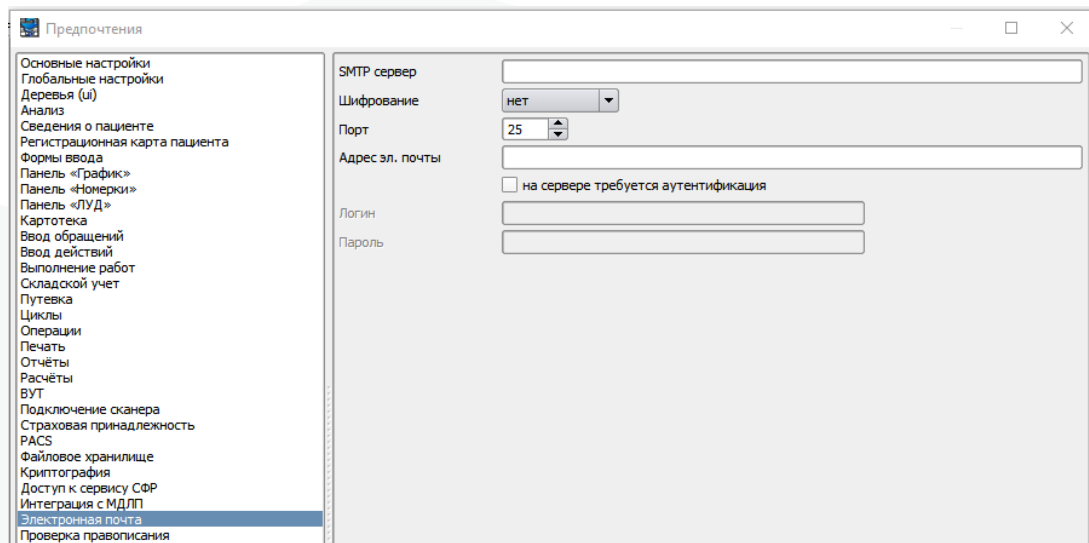 Предпочтения
Основные настройки
Глобальные настройки
Деревья (ui)
Анализ
Сведения о пациенте
Регистрационная карта пациента
Формы ввода
Панель «График»
Панель «Номерки»
Панель «ЛУД»
Картотека
Ввод обращений
Ввод действий
Выполнение работ
Складской учет
Путевка
Циклы
Операции
Печать
Отчёты
Расчёты
ВУТ
Подключение сканера
Страховая принадлежность
PACS
Файловое хранилище
Криптография
Доступ к сервису СФР
Интеграция с МДЛП
Электронная почта
Проверка правописания
SMTP сервер
Шифрование нет
Порт 25
Адрес эл. почты
на сервере требуется аутентификация
Логин
Пароль